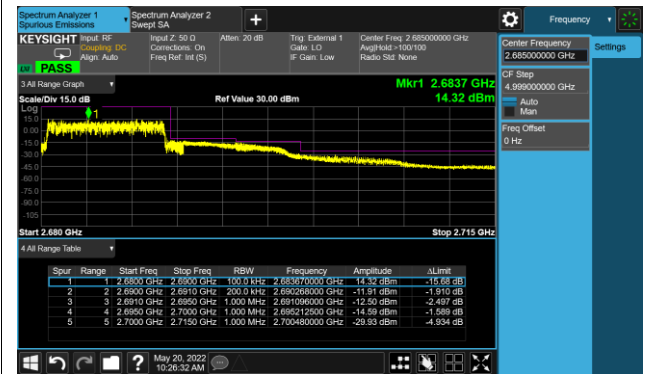 Spectrum Analyzer 1
Spurious Emissions
Spectrum Analyzer 2
Swept SA
+
Frequency
KEYSIGHT
Input: RF
Coupling: DC
Align: Auto
Input Z: 50 Ω
Corrections: On
Freq Ref: Int (S)
Atten: 20 dB
Trig: External 1
Gate: LO
IF Gain: Low
Center Freq: 2.685000000 GHz
Avg|Hold:>100/100
Radio Std: None
PASS
Center Frequency
2.685000000 GHz
Settings
CF Step
4.999000000 GHz
Auto
Man
Freq Offset
0 Hz
3 All Range Graph
Mkr1 2.6837 GHz
14.32 dBm
Scale/Div 15.0 dB
Ref Value 30.00 dBm
Log
15.0
0.00
-15.0
-30.0
-45.0
-60.0
-75.0
-90.0
-105
1
Start 2.680 GHz
Stop 2.715 GHz
4 All Range Table
Spur Range Start Freq Stop Freq RBW Frequency Amplitude ΔLimit
1 1 2.6800 GHz 2.6900 GHz 100.0 kHz 2.683670000 GHz 14.32 dBm -15.68 dB
2 2 2.6900 GHz 2.6910 GHz 200.0 kHz 2.690268000 GHz -11.91 dBm -1.910 dB
3 3 2.6910 GHz 2.6950 GHz 1.000 MHz 2.691096000 GHz -12.50 dBm -2.497 dB
4 4 2.6950 GHz 2.7000 GHz 1.000 MHz 2.695212500 GHz -14.59 dBm -1.589 dB
5 5 2.7000 GHz 2.7150 GHz 1.000 MHz 2.700480000 GHz -29.93 dBm -4.934 dB
?
May 20, 2022
10:26:32 AM